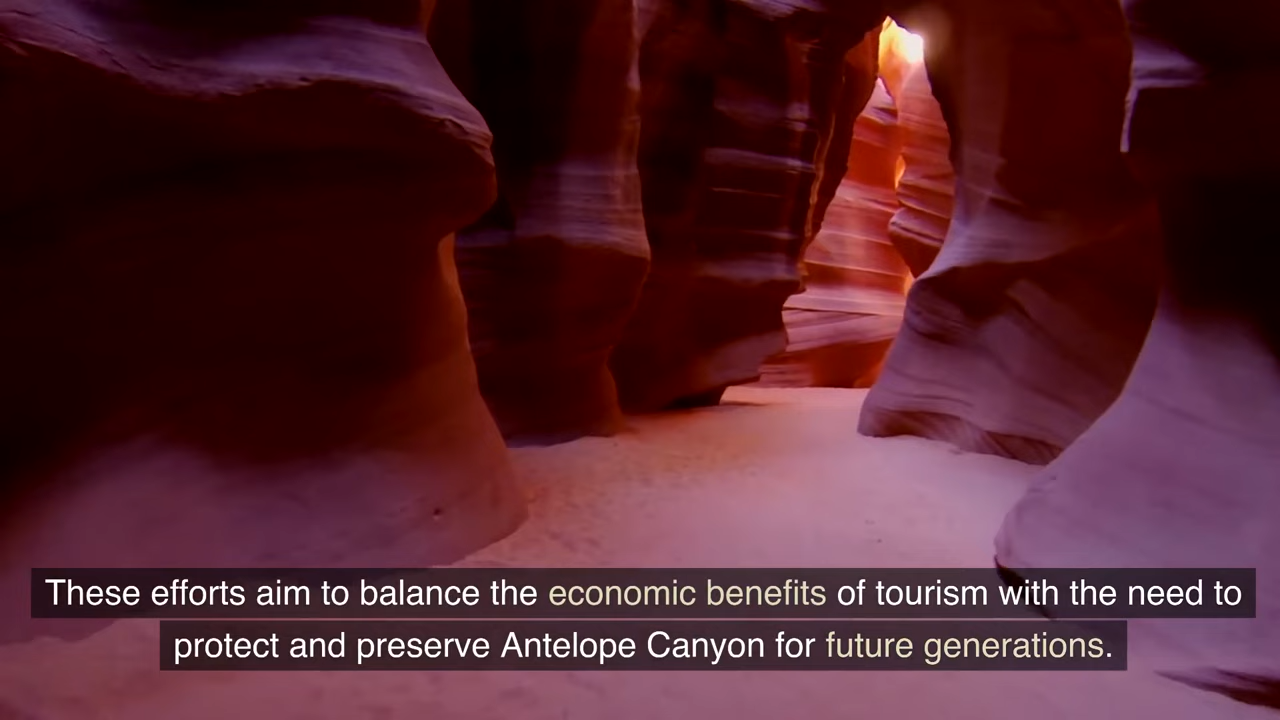 These efforts aim to balance the economic benefits of tourism with the need to
protect and preserve Antelope Canyon for future generations.